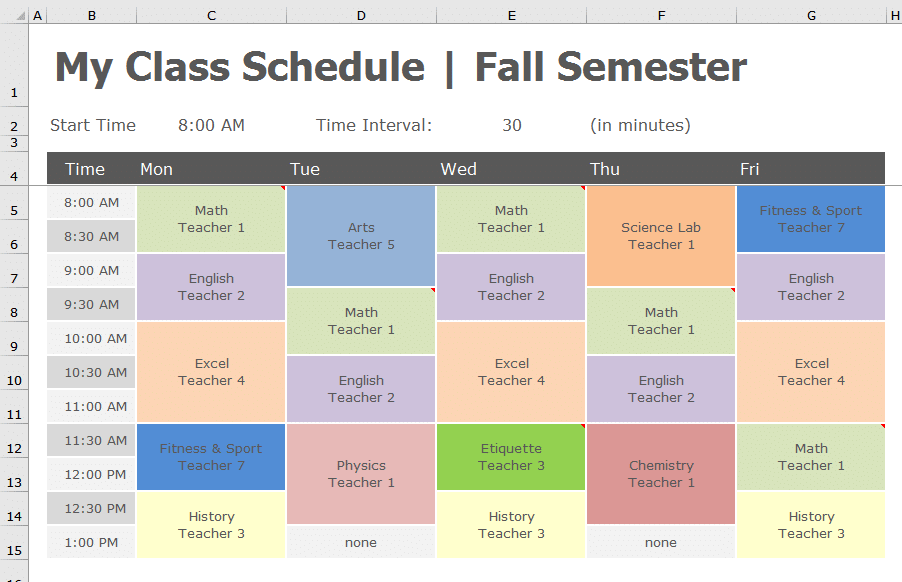 A B C D E F G H
1 My Class Schedule | Fall Semester
2 Start Time 8:00 AM Time Interval: 30 (in minutes)
3
4 Time Mon Tue Wed Thu Fri
5 8:00 AM
Math
Teacher 1
Arts
Teacher 5
Math
Teacher 1
Science Lab
Teacher 1
Fitness & Sport
Teacher 7
6 8:30 AM
7 9:00 AM
English
Teacher 2
English
Teacher 2
English
Teacher 2
8 9:30 AM
Math
Teacher 1
Math
Teacher 1
9 10:00 AM
Excel
Teacher 4
Excel
Teacher 4
Excel
Teacher 4
10 10:30 AM
English
Teacher 2
English
Teacher 2
11 11:00 AM
12 11:30 AM
Fitness & Sport
Teacher 7
Physics
Teacher 1
Etiquette
Teacher 3
Chemistry
Teacher 1
Math
Teacher 1
13 12:00 PM
14 12:30 PM
History
Teacher 3
History
Teacher 3
History
Teacher 3
15 1:00 PM
none
none